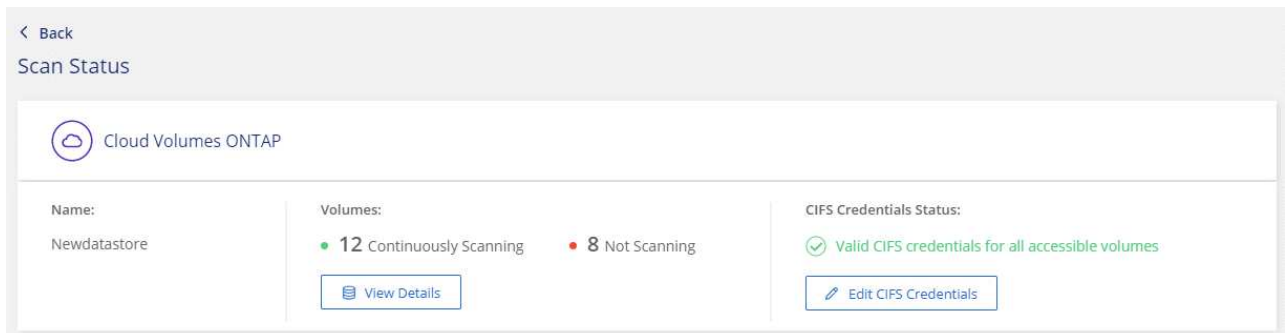 Back
Scan Status
Cloud Volumes ONTAP
Name:
Newdatastore
Volumes:
12 Continuously Scanning
8 Not Scanning
View Details
CIFS Credentials Status:
Valid CIFS credentials for all accessible volumes
Edit CIFS Credentials